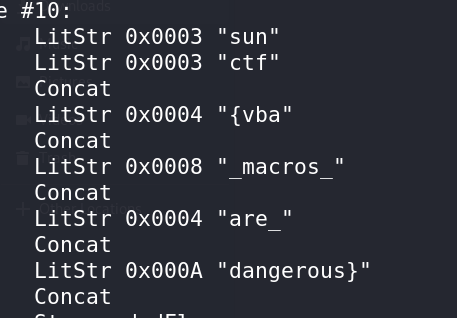 e #10:
LitStr 0x0003 "sun"
LitStr 0x0003 "ctf"
Concat
LitStr 0x0004 "{vba"
Concat
LitStr 0x0008 "_macros_"
Concat
LitStr 0x0004 "are_"
Concat
LitStr 0x000A "dangerous}"
Concat